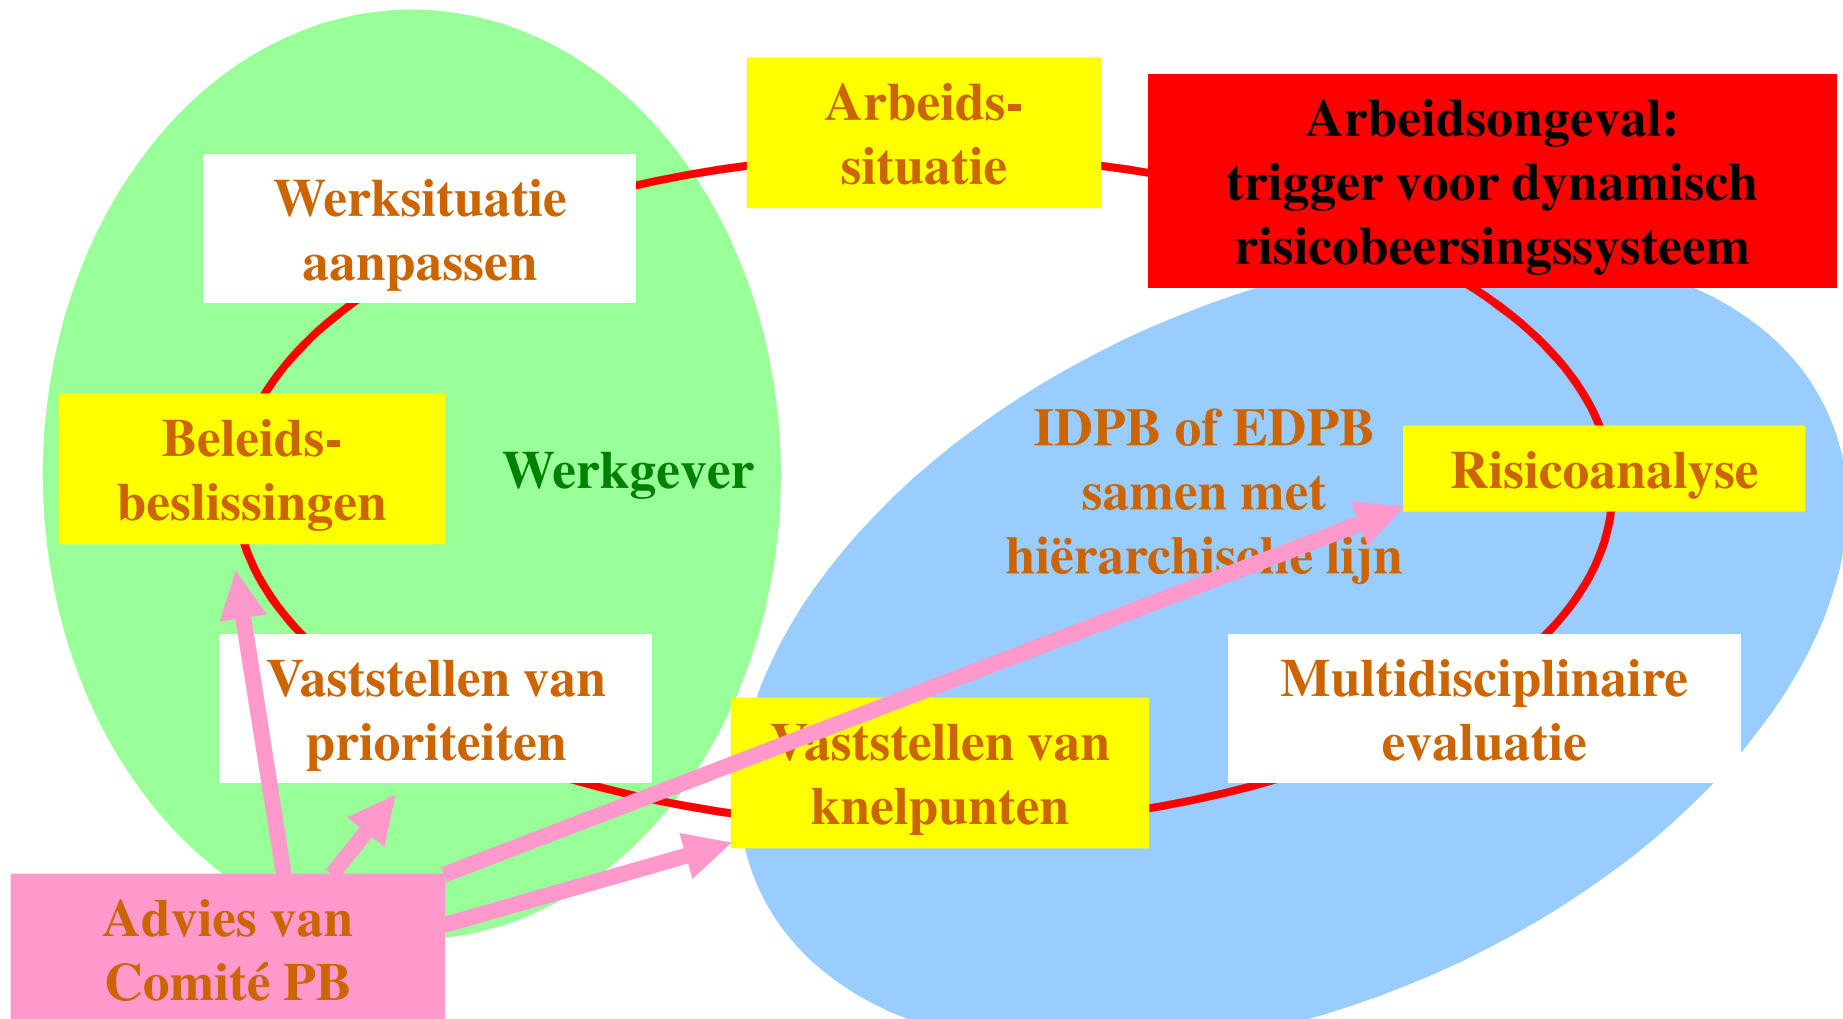 Arbeids-
situatie
Arbeidsongeval:
trigger voor dynamisch
risicobeersingssysteem
Werksituatie
aanpassen
Beleids-
beslissingen
Werkgever
IDPB of EDPB
samen met
hiërarchische lijn
Risicoanalyse
Vaststellen van
prioriteiten
Vaststellen van
knelpunten
Multidisciplinaire
evaluatie
Advies van
Comité PB